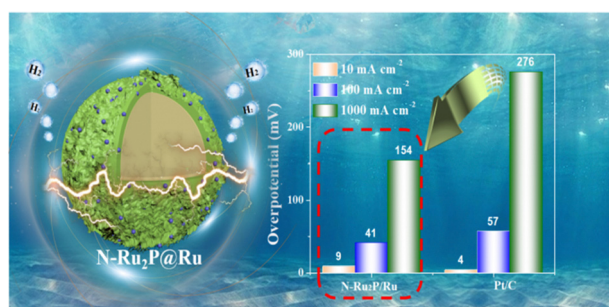 H₂
H₂
H₂
H₂
N-Ru₂P@Ru
Overpotential (mV)
300
200
100
0
10 mA cm⁻²
100 mA cm⁻²
1000 mA cm⁻²
9
41
154
4
57
276
N-Ru₂P/Ru
Pt/C